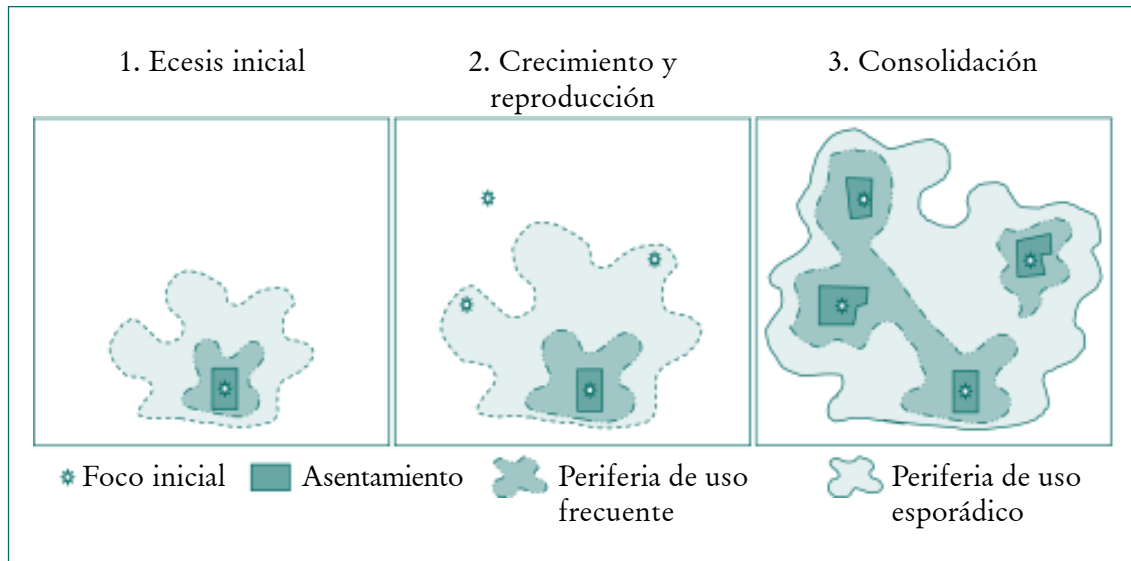 1. Ecesis inicial
2. Crecimiento y
reproducción
3. Consolidación
Foco inicial
Asentamiento
Periferia de uso
frecuente
Periferia de uso
esporádico